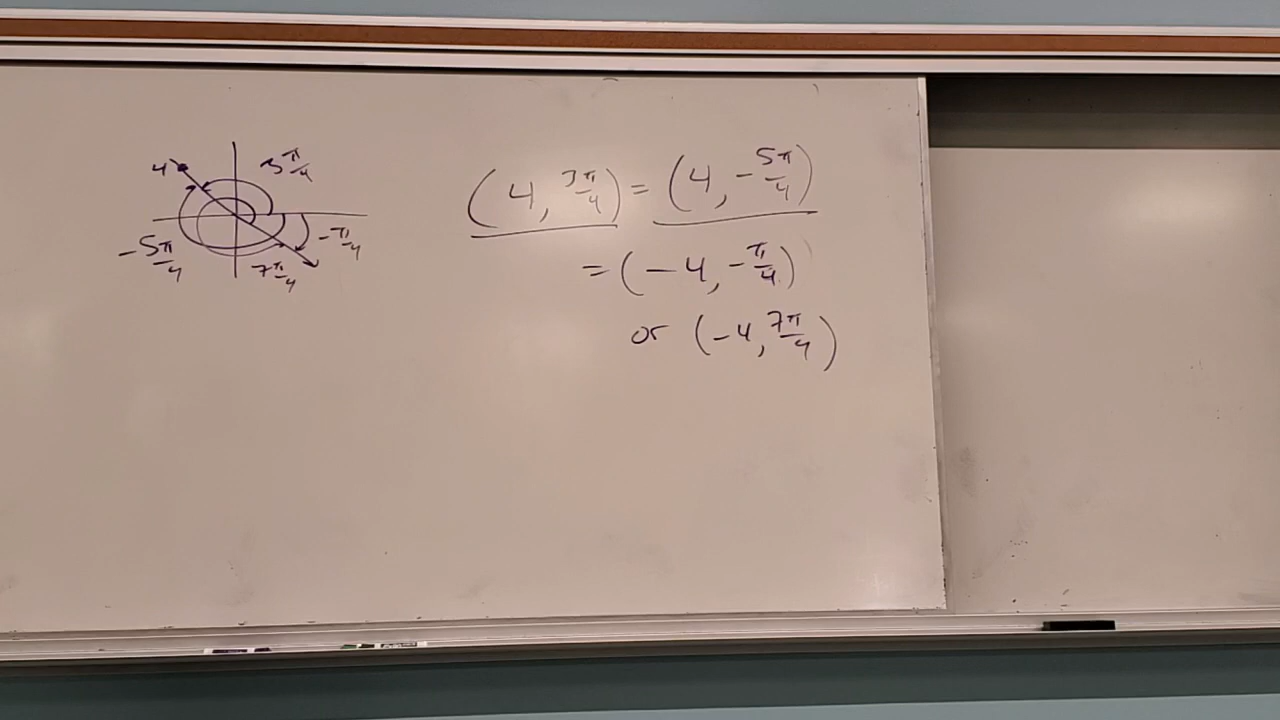 4
3π/4
-5π/4
-π/4
7π/4
(4, 3π/4) = (4, -5π/4)
= (-4, -π/4)
or (-4, 7π/4)